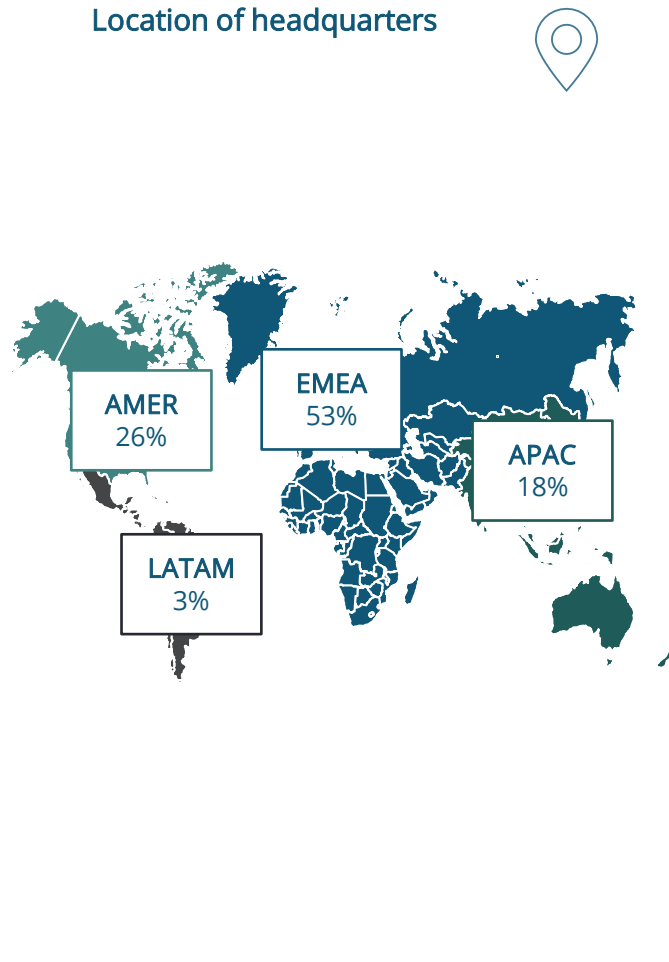 Location of headquarters
AMER
26%
EMEA
53%
APAC
18%
LATAM
3%